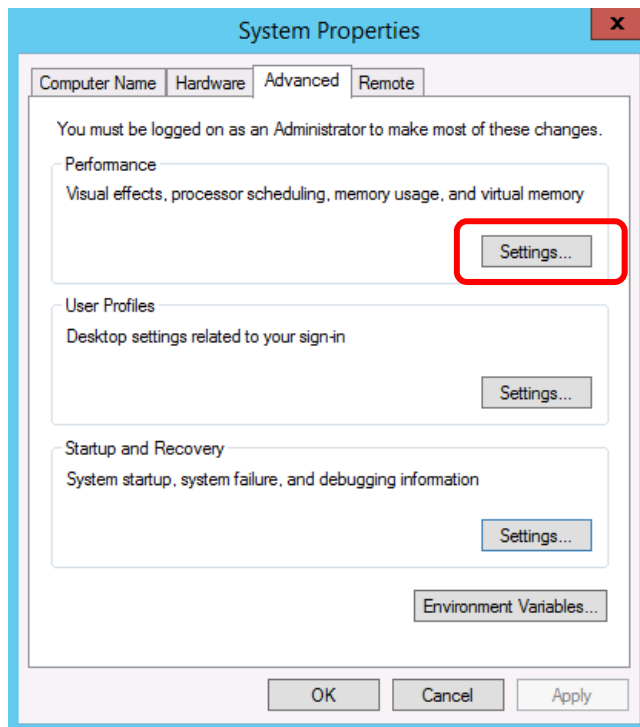 System Properties
x
Computer Name Hardware Advanced Remote
You must be logged on as an Administrator to make most of these changes.
Performance
Visual effects, processor scheduling, memory usage, and virtual memory
Settings...
User Profiles
Desktop settings related to your sign-in
Settings...
Startup and Recovery
System startup, system failure, and debugging information
Settings...
Environment Variables...
OK Cancel Apply